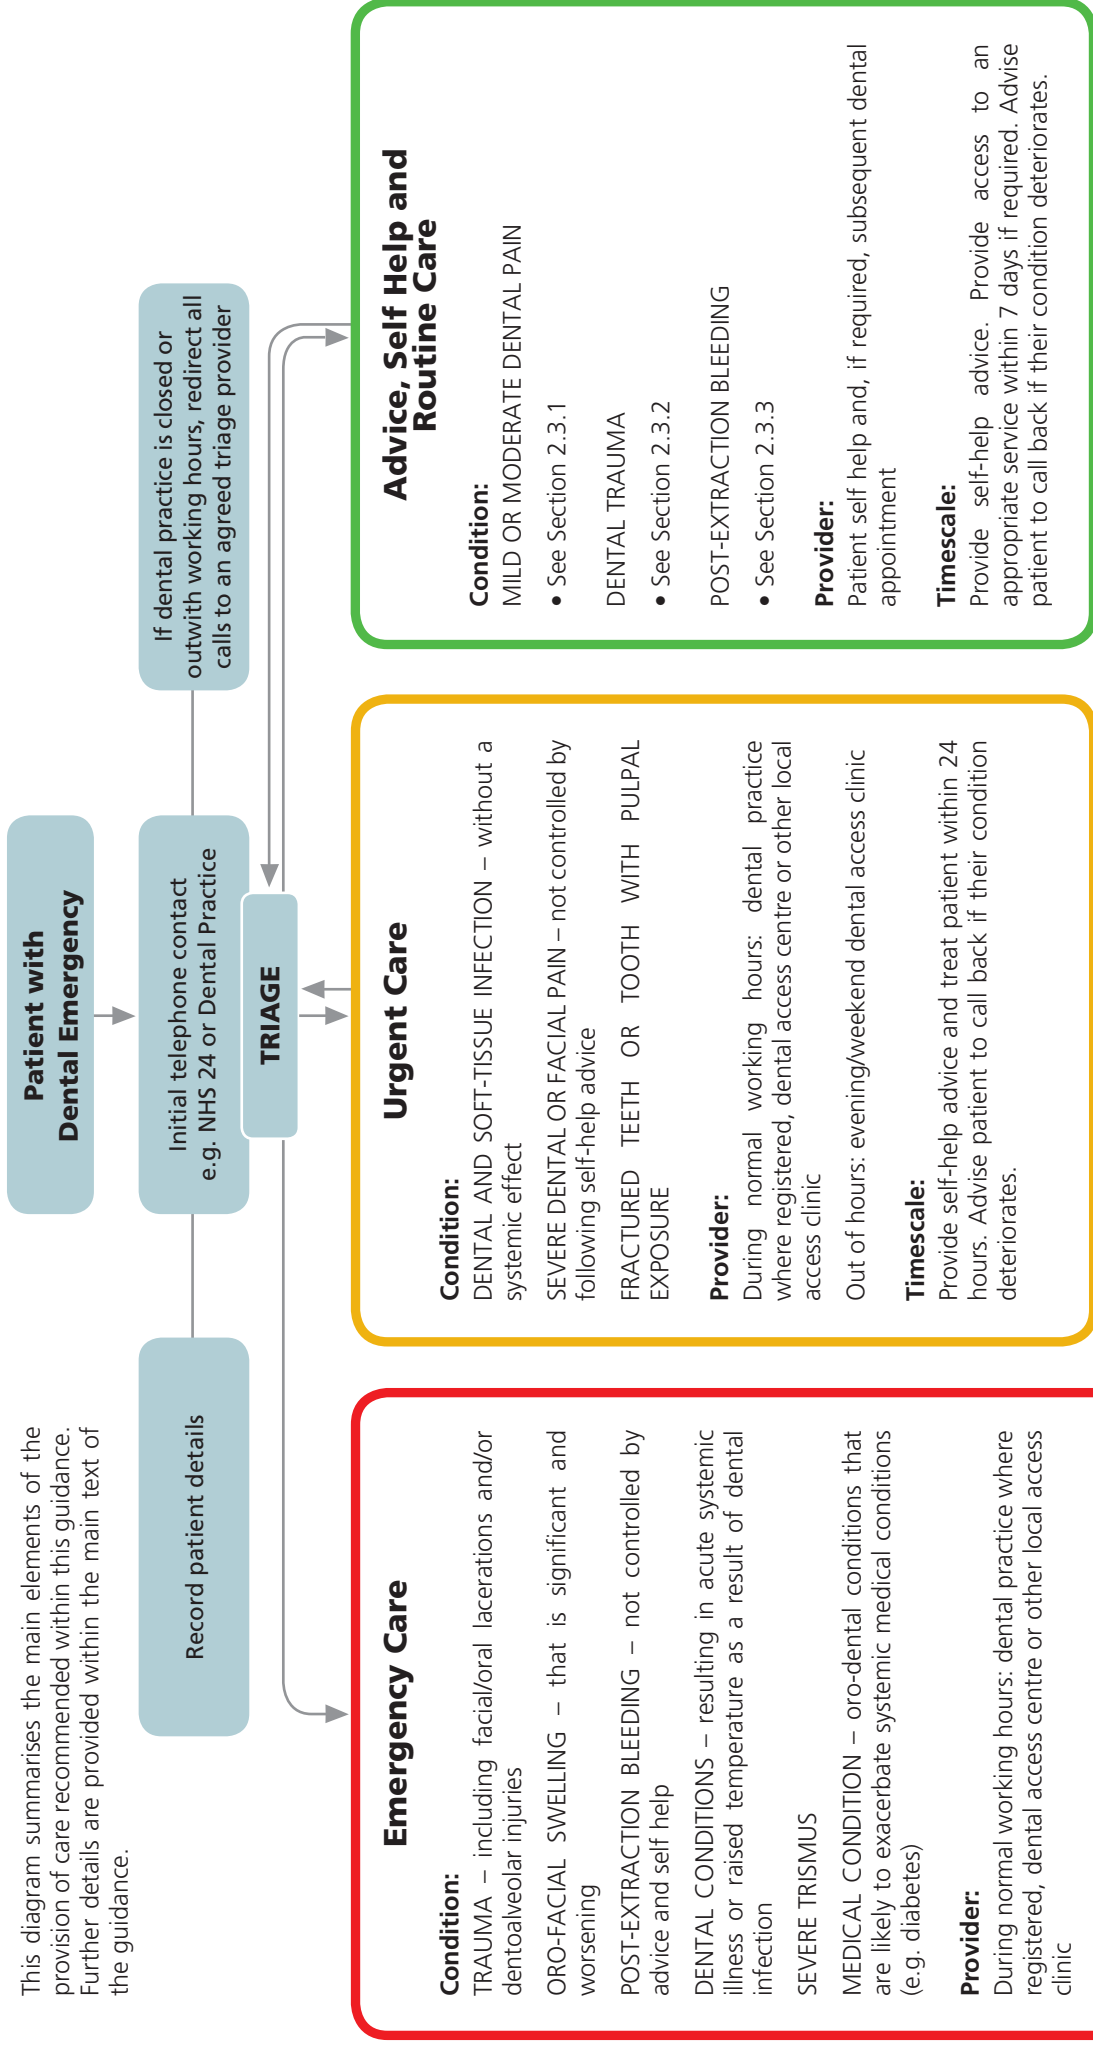 This diagram summarises the main elements of the
provision of care recommended within this guidance.
Further details are provided within the main text of
the guidance.
Patient with
Dental Emergency
Record patient details
Initial telephone contact
e.g. NHS 24 or Dental Practice
If dental practice is closed or
outwith working hours, redirect all
calls to an agreed triage provider
TRIAGE
Emergency Care
Condition:
TRAUMA – including facial/oral lacerations and/or
dentoalveolar injuries
ORO-FACIAL SWELLING – that is significant and
worsening
POST-EXTRACTION BLEEDING – not controlled by
advice and self help
DENTAL CONDITIONS – resulting in acute systemic
illness or raised temperature as a result of dental
infection
SEVERE TRISMUS
MEDICAL CONDITION – oro-dental conditions that
are likely to exacerbate systemic medical conditions
(e.g. diabetes)
Provider:
During normal working hours: dental practice where
registered, dental access centre or other local access
clinic
Urgent Care
Condition:
DENTAL AND SOFT-TISSUE INFECTION – without a
systemic effect
SEVERE DENTAL OR FACIAL PAIN – not controlled by
following self-help advice
FRACTURED TEETH OR TOOTH WITH PULPAL
EXPOSURE
Provider:
During normal working hours: dental practice
where registered, dental access centre or other local
access clinic
Out of hours: evening/weekend dental access clinic
Timescale:
Provide self-help advice and treat patient within 24
hours. Advise patient to call back if their condition
deteriorates.
Advice, Self Help and
Routine Care
Condition:
MILD OR MODERATE DENTAL PAIN
• See Section 2.3.1
DENTAL TRAUMA
• See Section 2.3.2
POST-EXTRACTION BLEEDING
• See Section 2.3.3
Provider:
Patient self help and, if required, subsequent dental
appointment
Timescale:
Provide self-help advice. Provide access to an
appropriate service within 7 days if required. Advise
patient to call back if their condition deteriorates.